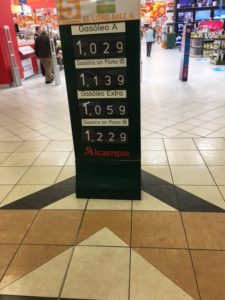 5
EL LITRO SALE A:
Gasóleo A
1,029
Gasolina sin Plomo 95
1,139
Gasóleo Extra
1,059
Gasolina sin Plomo 98
1,229
Alcampo